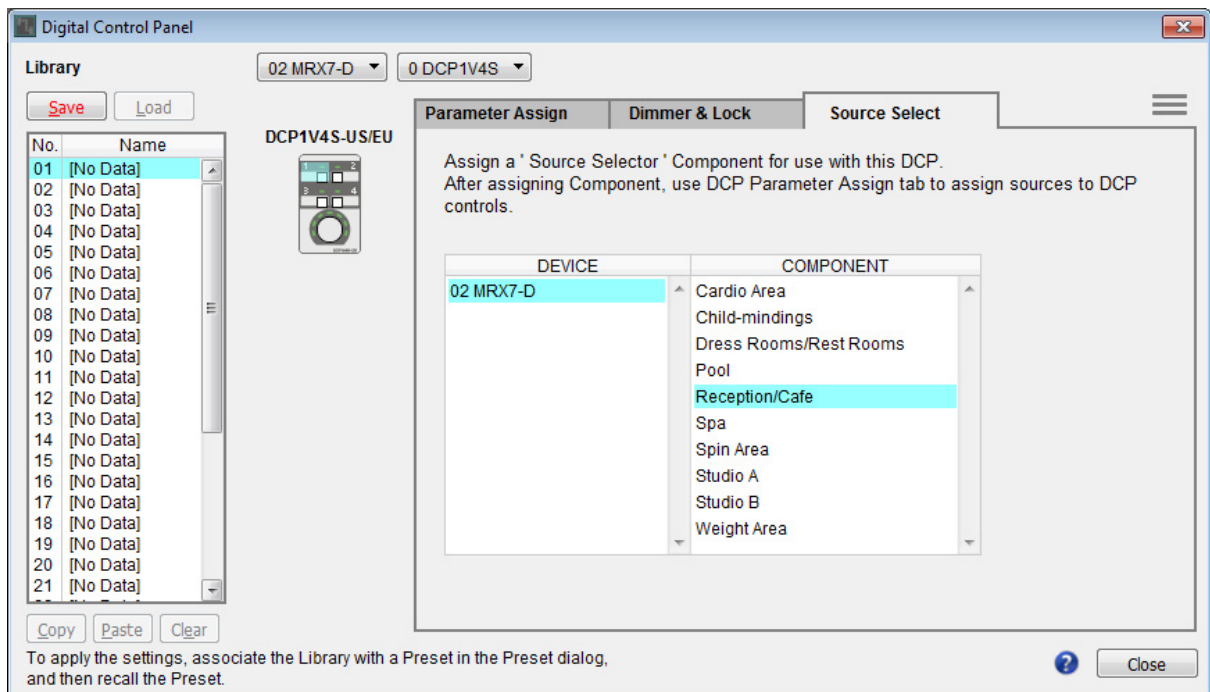 Digital Control Panel
Library
02 MRX7-D
0 DCP1V4S
Save
Load
No. Name
01 [No Data]
02 [No Data]
03 [No Data]
04 [No Data]
05 [No Data]
06 [No Data]
07 [No Data]
08 [No Data]
09 [No Data]
10 [No Data]
11 [No Data]
12 [No Data]
13 [No Data]
14 [No Data]
15 [No Data]
16 [No Data]
17 [No Data]
18 [No Data]
19 [No Data]
20 [No Data]
21 [No Data]
Copy
Paste
Clear
DCP1V4S-US/EU
1 2
3 4
Parameter Assign
Dimmer & Lock
Source Select
Assign a ' Source Selector ' Component for use with this DCP.
After assigning Component, use DCP Parameter Assign tab to assign sources to DCP
controls.
DEVICE
02 MRX7-D
COMPONENT
Cardio Area
Child-mindings
Dress Rooms/Rest Rooms
Pool
Reception/Cafe
Spa
Spin Area
Studio A
Studio B
Weight Area
To apply the settings, associate the Library with a Preset in the Preset dialog,
and then recall the Preset.
?
Close